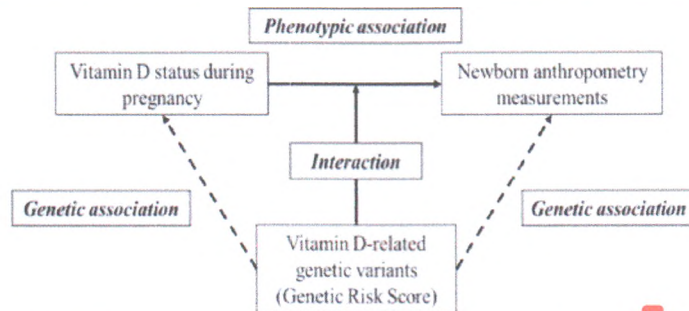 Phenotypic association
Vitamin D status during
pregnancy
Newborn anthropometry
measurements
Interaction
Genetic association
Genetic association
Vitamin D-related
genetic variants
(Genetic Risk Score)